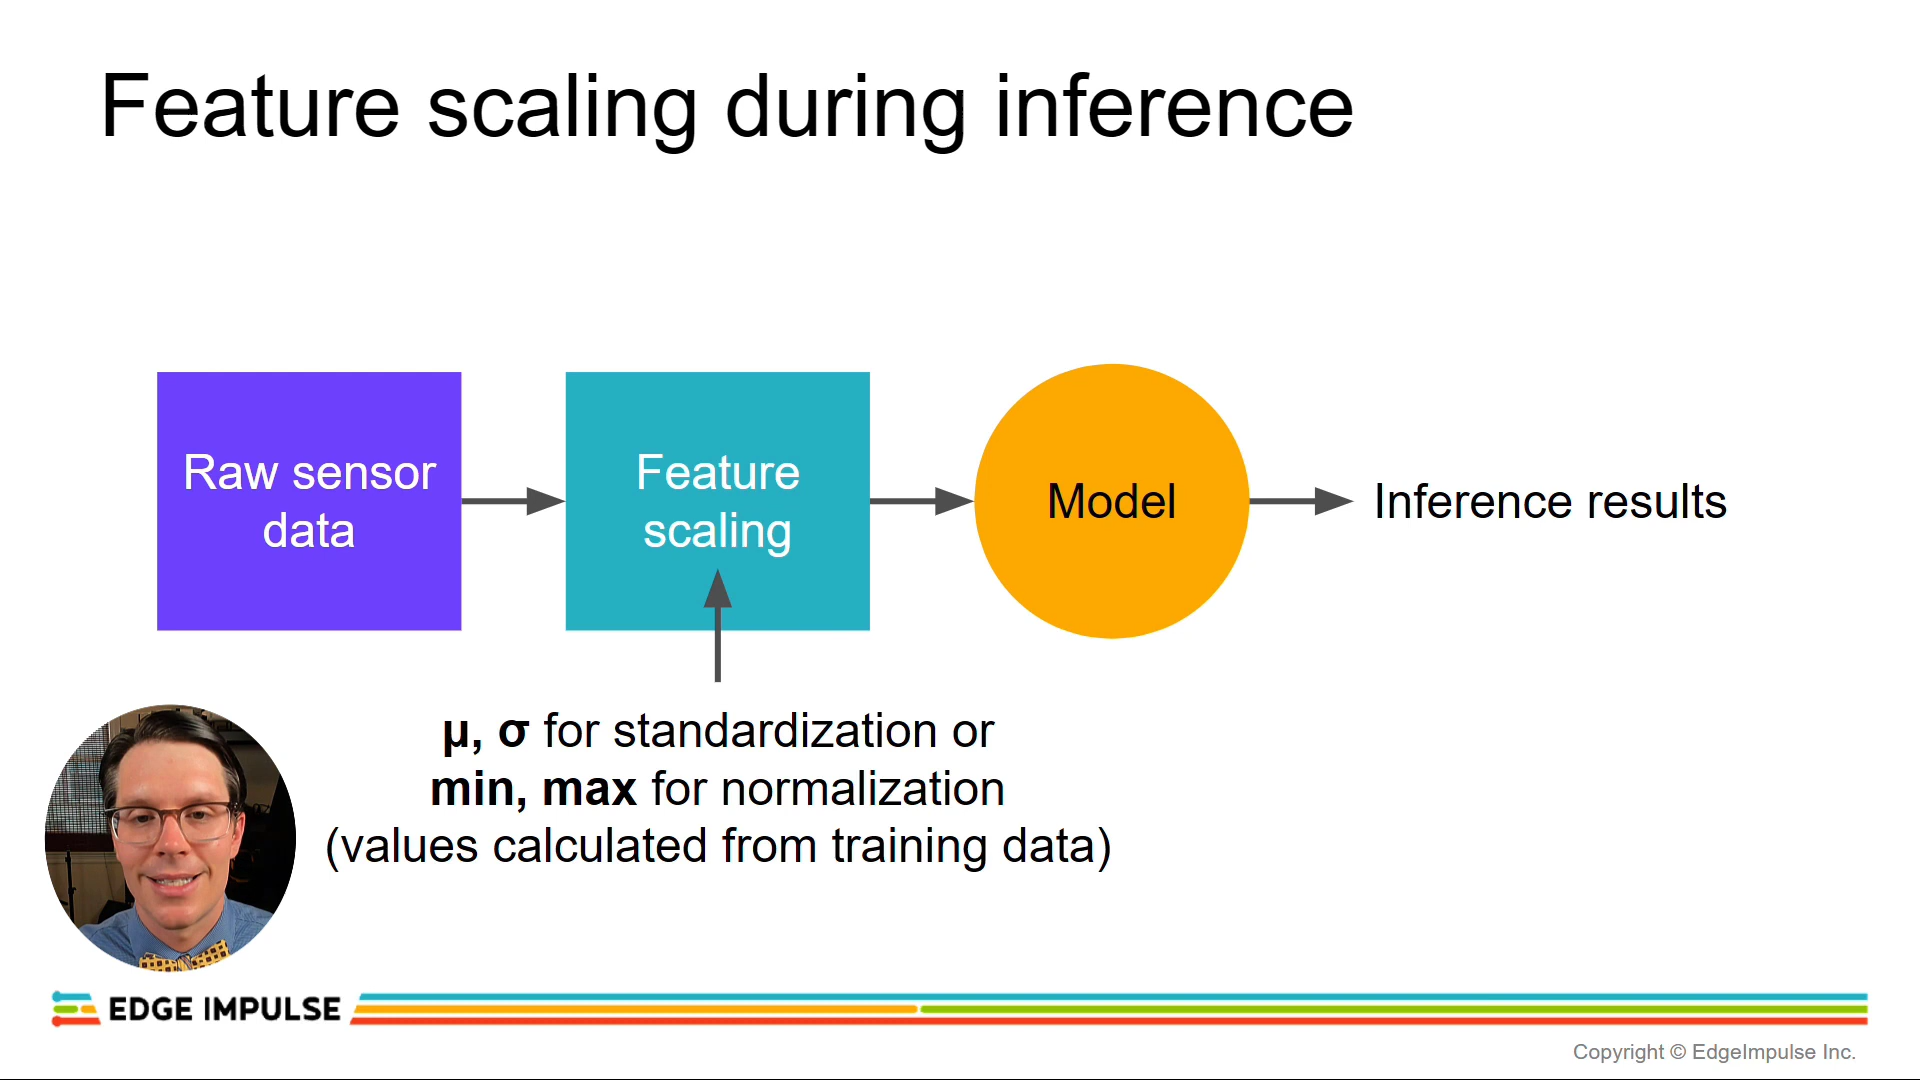 Feature scaling during inference
Raw sensor
data
Feature
scaling
Model
Inference results
μ, σ for standardization or
min, max for normalization
(values calculated from training data)
EDGE IMPULSE
Copyright © EdgeImpulse Inc.